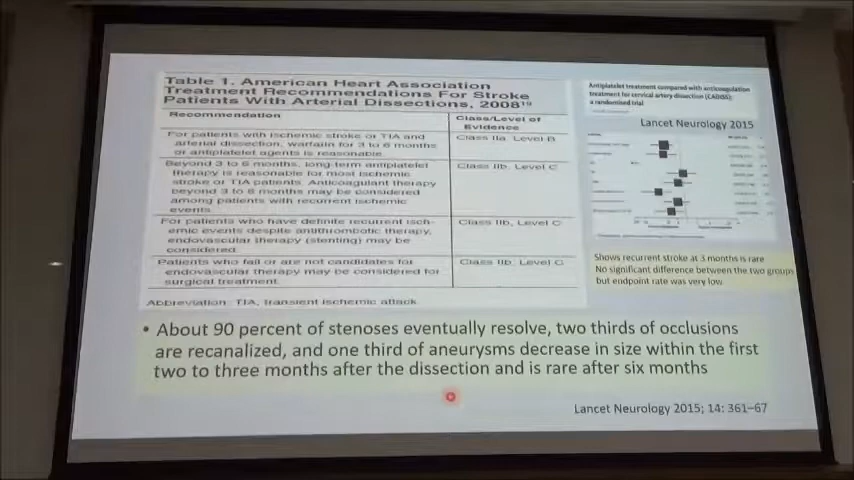 Table 1. American Heart Association
Treatment Recommendations For Stroke
Patients With Arterial Dissections, 2008¹⁹
Recommendation
Class/Level of
Evidence
For patients with ischemic stroke or TIA and
arterial dissection, warfarin for 3 to 6 months
or antiplatelet agents is reasonable.
Class IIa, Level B
Beyond 3 to 6 months, long-term antiplatelet
therapy is reasonable for most ischemic
stroke or TIA patients. Anticoagulant therapy
beyond 3 to 6 months may be considered
among patients with recurrent ischemic
events.
Class IIb, Level C
For patients who have definite recurrent isch-
emic events despite antithrombotic therapy,
endovascular therapy (stenting) may be
considered.
Class IIb, Level C
Patients who fail or are not candidates for
endovascular therapy may be considered for
surgical treatment.
Class IIb, Level C
Abbreviation: TIA, transient ischemic attack.
Antiplatelet treatment compared with anticoagulation
treatment for cervical artery dissection (CADISS):
a randomised trial
Lancet Neurology 2015
Shows recurrent stroke at 3 months is rare
No significant difference between the two groups
but endpoint rate was very low
• About 90 percent of stenoses eventually resolve, two thirds of occlusions
are recanalized, and one third of aneurysms decrease in size within the first
two to three months after the dissection and is rare after six months
Lancet Neurology 2015; 14: 361–67